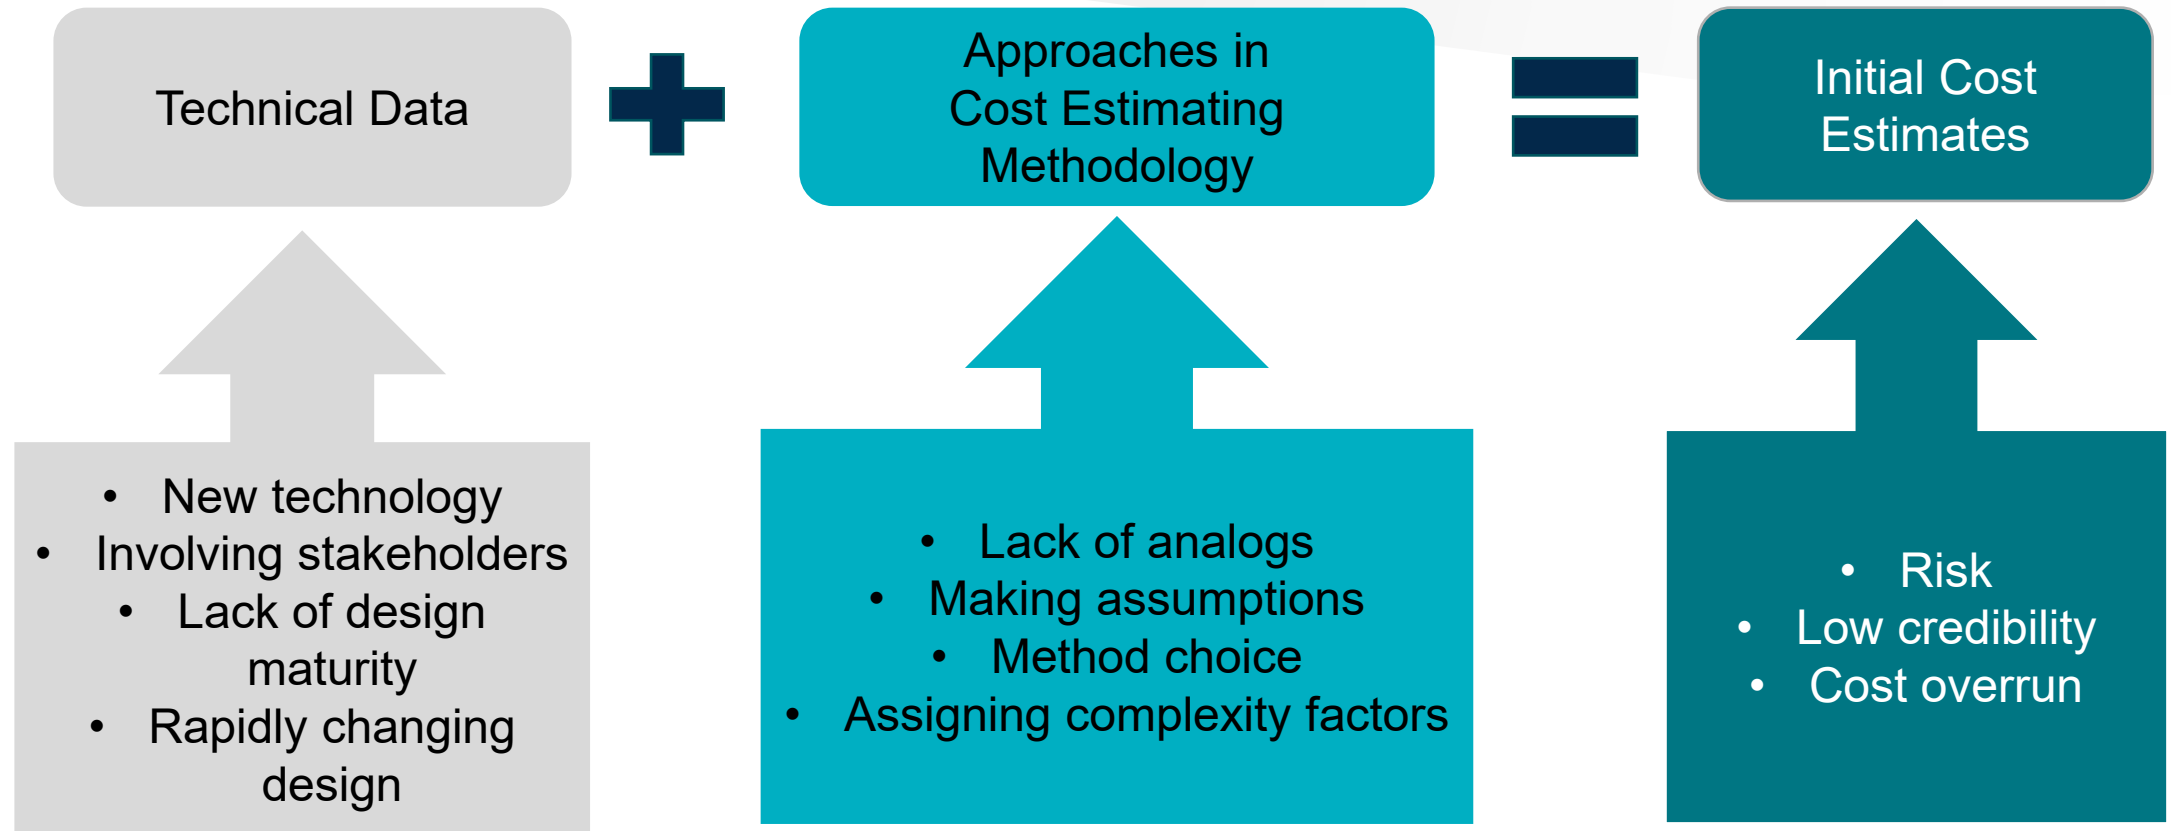 Technical Data
Approaches in
Cost Estimating
Methodology
Initial Cost
Estimates
• New technology
• Involving stakeholders
• Lack of design
maturity
• Rapidly changing
design
• Lack of analogs
• Making assumptions
• Method choice
• Assigning complexity factors
• Risk
• Low credibility
• Cost overrun